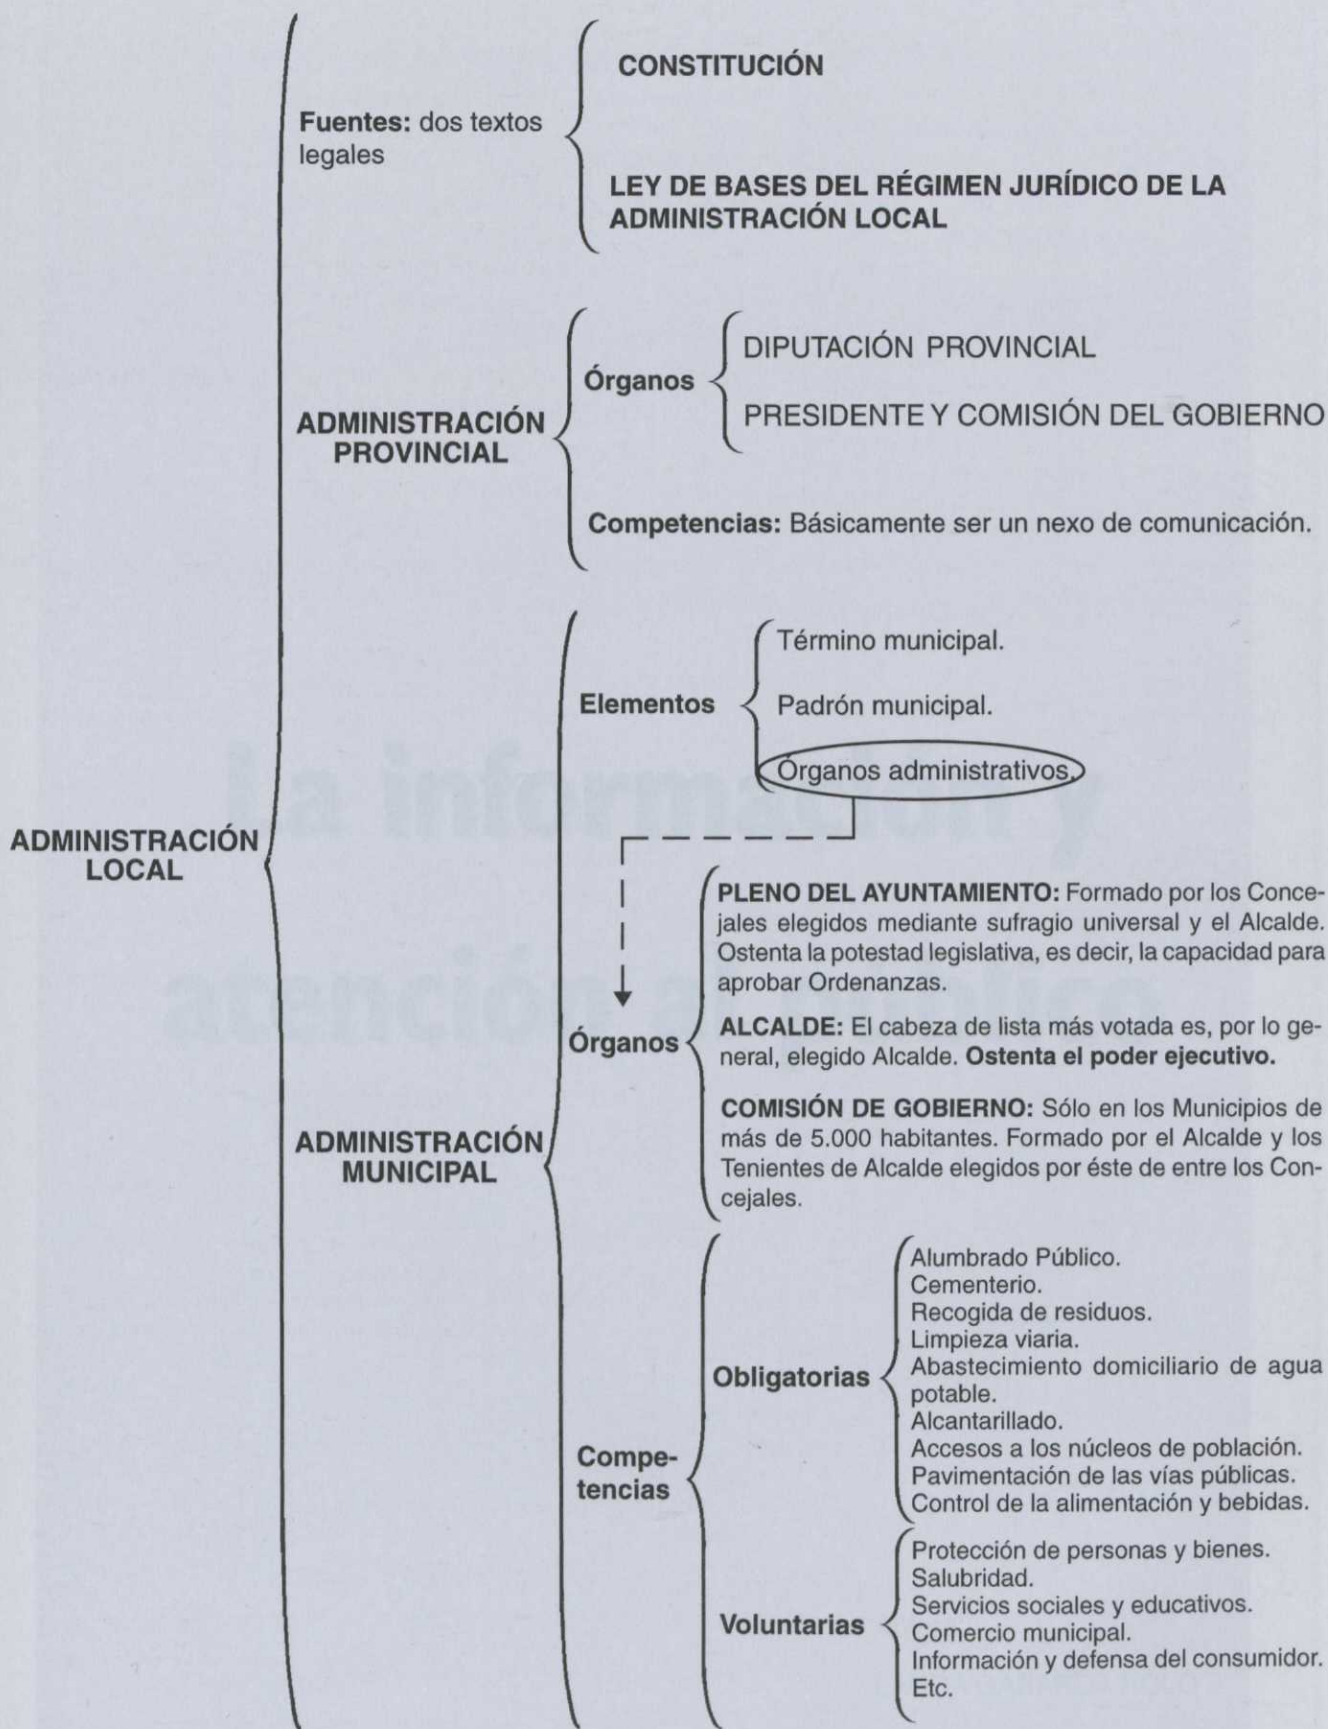 CONSTITUCIÓN
Fuentes: dos textos
legales
LEY DE BASES DEL RÉGIMEN JURÍDICO DE LA
ADMINISTRACIÓN LOCAL
DIPUTACIÓN PROVINCIAL
Órganos
PRESIDENTE Y COMISIÓN DEL GOBIERNO
ADMINISTRACIÓN
PROVINCIAL
Competencias: Básicamente ser un nexo de comunicación.
Término municipal.
Elementos
Padrón municipal.
Órganos administrativos.
ADMINISTRACIÓN
LOCAL
PLENO DEL AYUNTAMIENTO: Formado por los Conce-
jales elegidos mediante sufragio universal y el Alcalde.
Ostenta la potestad legislativa, es decir, la capacidad para
aprobar Ordenanzas.
Órganos
ALCALDE: El cabeza de lista más votada es, por lo ge-
neral, elegido Alcalde. Ostenta el poder ejecutivo.
COMISIÓN DE GOBIERNO: Sólo en los Municipios de
más de 5.000 habitantes. Formado por el Alcalde y los
Tenientes de Alcalde elegidos por éste de entre los Con-
cejales.
ADMINISTRACIÓN
MUNICIPAL
Alumbrado Público.
Cementerio.
Recogida de residuos.
Limpieza viaria.
Obligatorias
Abastecimiento domiciliario de agua
potable.
Alcantarillado.
Accesos a los núcleos de población.
Pavimentación de las vías públicas.
Control de la alimentación y bebidas.
Compe-
tencias
Protección de personas y bienes.
Salubridad.
Servicios sociales y educativos.
Voluntarias
Comercio municipal.
Información y defensa del consumidor.
Etc.
La información y
atención al público